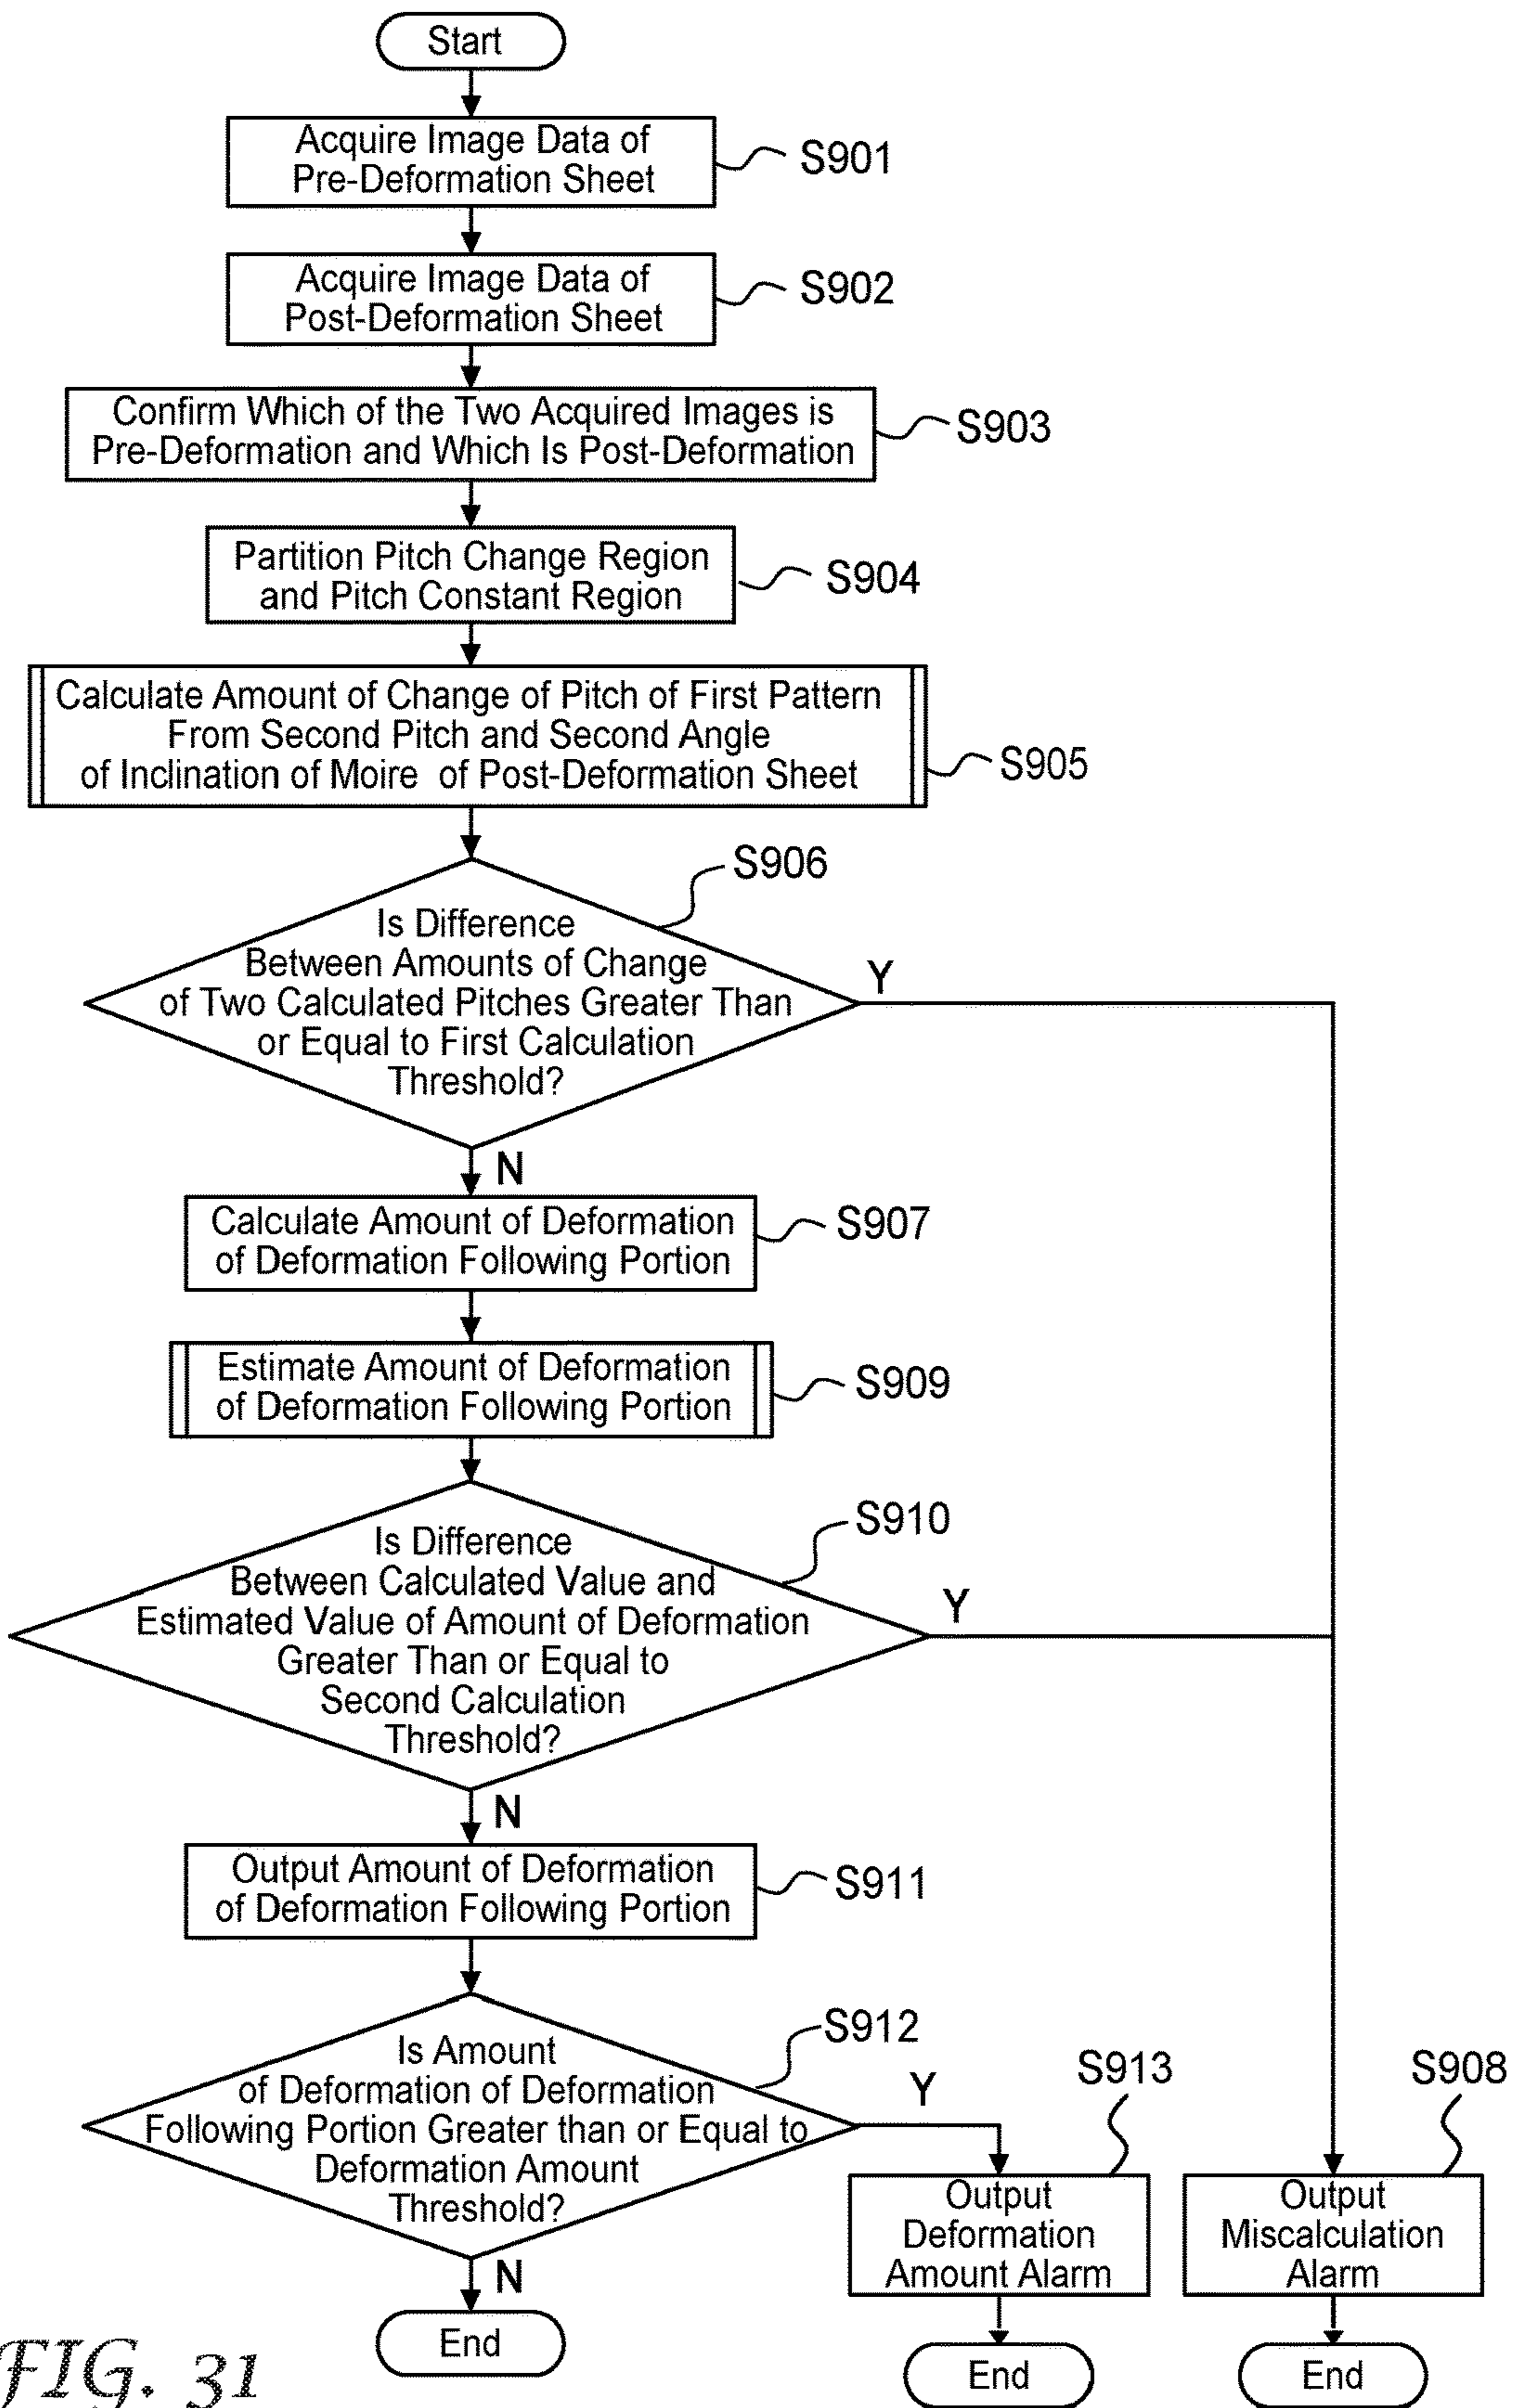 Start
Acquire Image Data of
Pre-Deformation Sheet
S901
Acquire Image Data of
Post-Deformation Sheet
S902
Confirm Which of the Two Acquired Images is
Pre-Deformation and Which Is Post-Deformation
S903
Partition Pitch Change Region
and Pitch Constant Region
S904
Calculate Amount of Change of Pitch of First Pattern
From Second Pitch and Second Angle
of Inclination of Moire of Post-Deformation Sheet
S905
S906
Is Difference
Between Amounts of Change
of Two Calculated Pitches Greater Than
or Equal to First Calculation
Threshold?
Y
N
Calculate Amount of Deformation
of Deformation Following Portion
S907
Estimate Amount of Deformation
of Deformation Following Portion
S909
S910
Is Difference
Between Calculated Value and
Estimated Value of Amount of Deformation
Greater Than or Equal to
Second Calculation
Threshold?
Y
N
Output Amount of Deformation
of Deformation Following Portion
S911
S912
Is Amount
of Deformation of Deformation
Following Portion Greater than or Equal to
Deformation Amount
Threshold?
Y
N
End
S913
Output
Deformation
Amount Alarm
End
S908
Output
Miscalculation
Alarm
End
FIG. 31